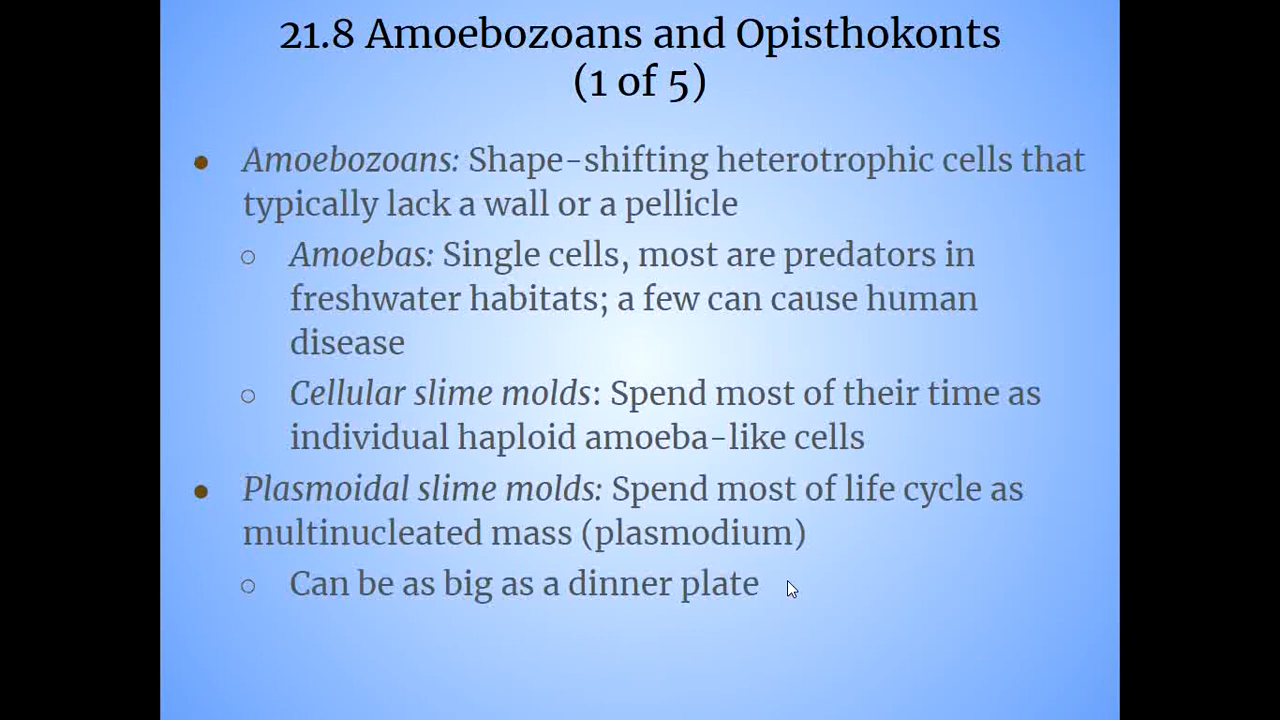 21.8 Amoebozoans and Opisthokonts
(1 of 5)
● Amoebozoans: Shape-shifting heterotrophic cells that
typically lack a wall or a pellicle
○ Amoebas: Single cells, most are predators in
freshwater habitats; a few can cause human
disease
○ Cellular slime molds: Spend most of their time as
individual haploid amoeba-like cells
● Plasmoidal slime molds: Spend most of life cycle as
multinucleated mass (plasmodium)
○ Can be as big as a dinner plate